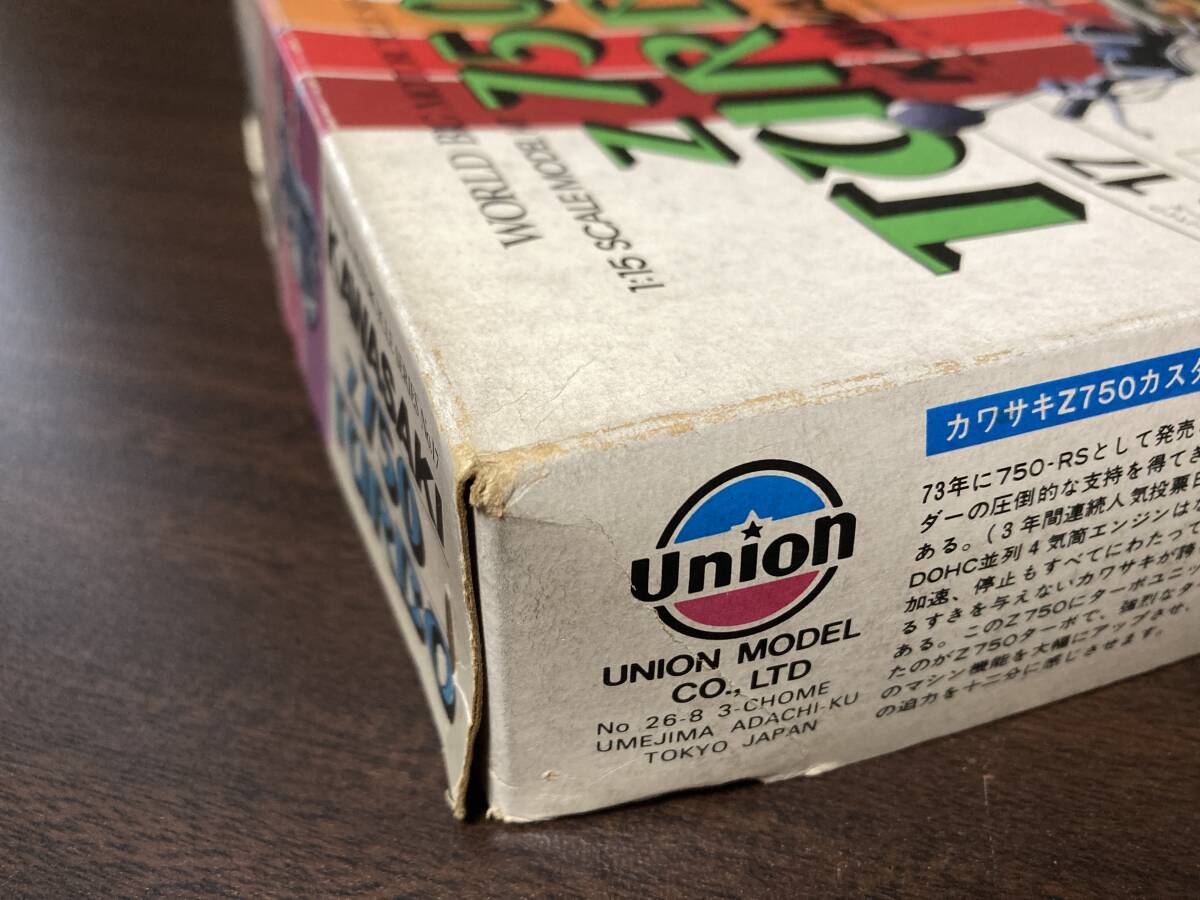 WORLD
1:15 SCALE MODEL
Z
17
No.17
KAWASAKI
Z750
TURBO
Union
UNION MODEL
CO., LTD
No 26-8 3-CHOME
UMEJIMA ADACHI-KU
TOKYO JAPAN
カワサキZ750カスタ
73年に750-RSとして発売
ダーの圧倒的な支持を得てき
ある。(3年間連続人気投票
DOHC並列4気筒エンジンは
加速、停止もすべてにわたって
るすきを与えないカワサキが誇
ある。このZ750にターボユニッ
たのがZ750ターボで、強烈なダ
のマシン機能を大幅にアップさせ、
の迫力を十二分に感じさせます。